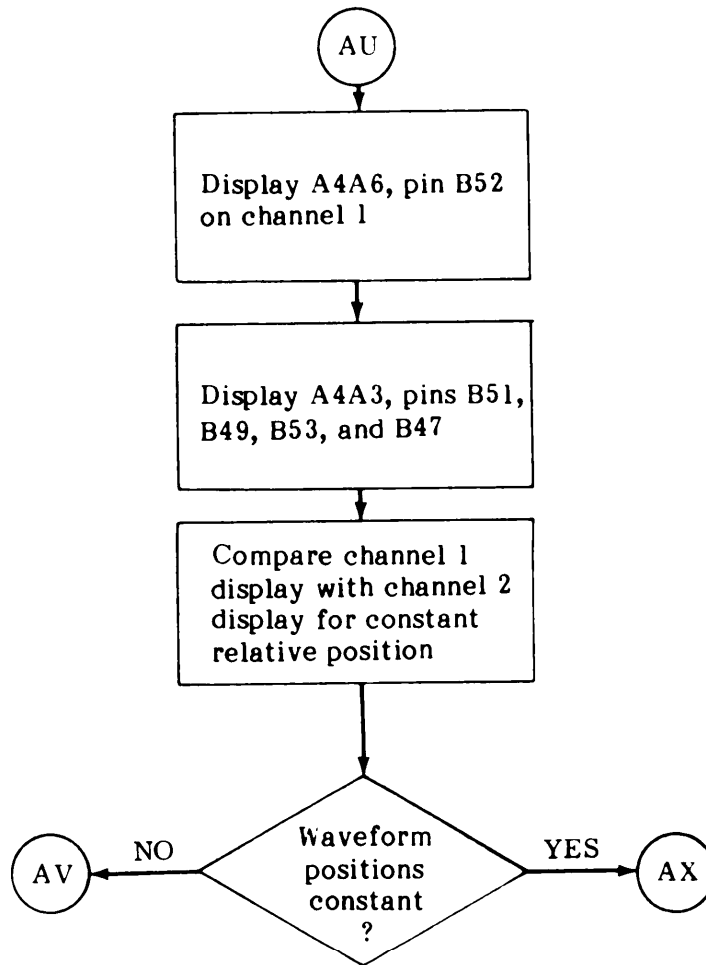 AU
Display A4A6, pin B52
on channel 1
Display A4A3, pins B51,
B49, B53, and B47
Compare channel 1
display with channel 2
display for constant
relative position
Waveform
positions
constant
?
NO
YES
AV
AX